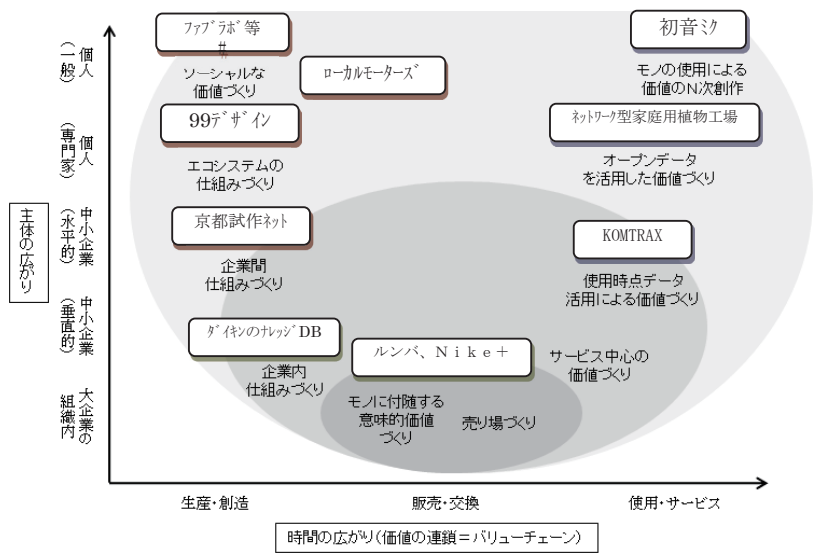 ファブラボ等
#
ソーシャルな
価値づくり
ローカルモーターズ
初音ミク
モノの使用による
価値のN次創作
個人
(一般)
99デザイン
エコシステムの
仕組みづくり
ネットワーク型家庭用植物工場
オープンデータ
を活用した価値づくり
個人
(専門家)
京都試作ネット
企業間
仕組みづくり
KOMTRAX
使用時点データ
活用による価値づくり
中小企業
(水平的)
主体の広がり
ダイキンのナレッジDB
企業内
仕組みづくり
ルンバ、Nike+
サービス中心の
価値づくり
中小企業
(垂直的)
モノに付随する
意味的価値
づくり
売り場づくり
大企業の
組織内
生産・創造
販売・交換
使用・サービス
時間の広がり(価値の連鎖=バリューチェーン)